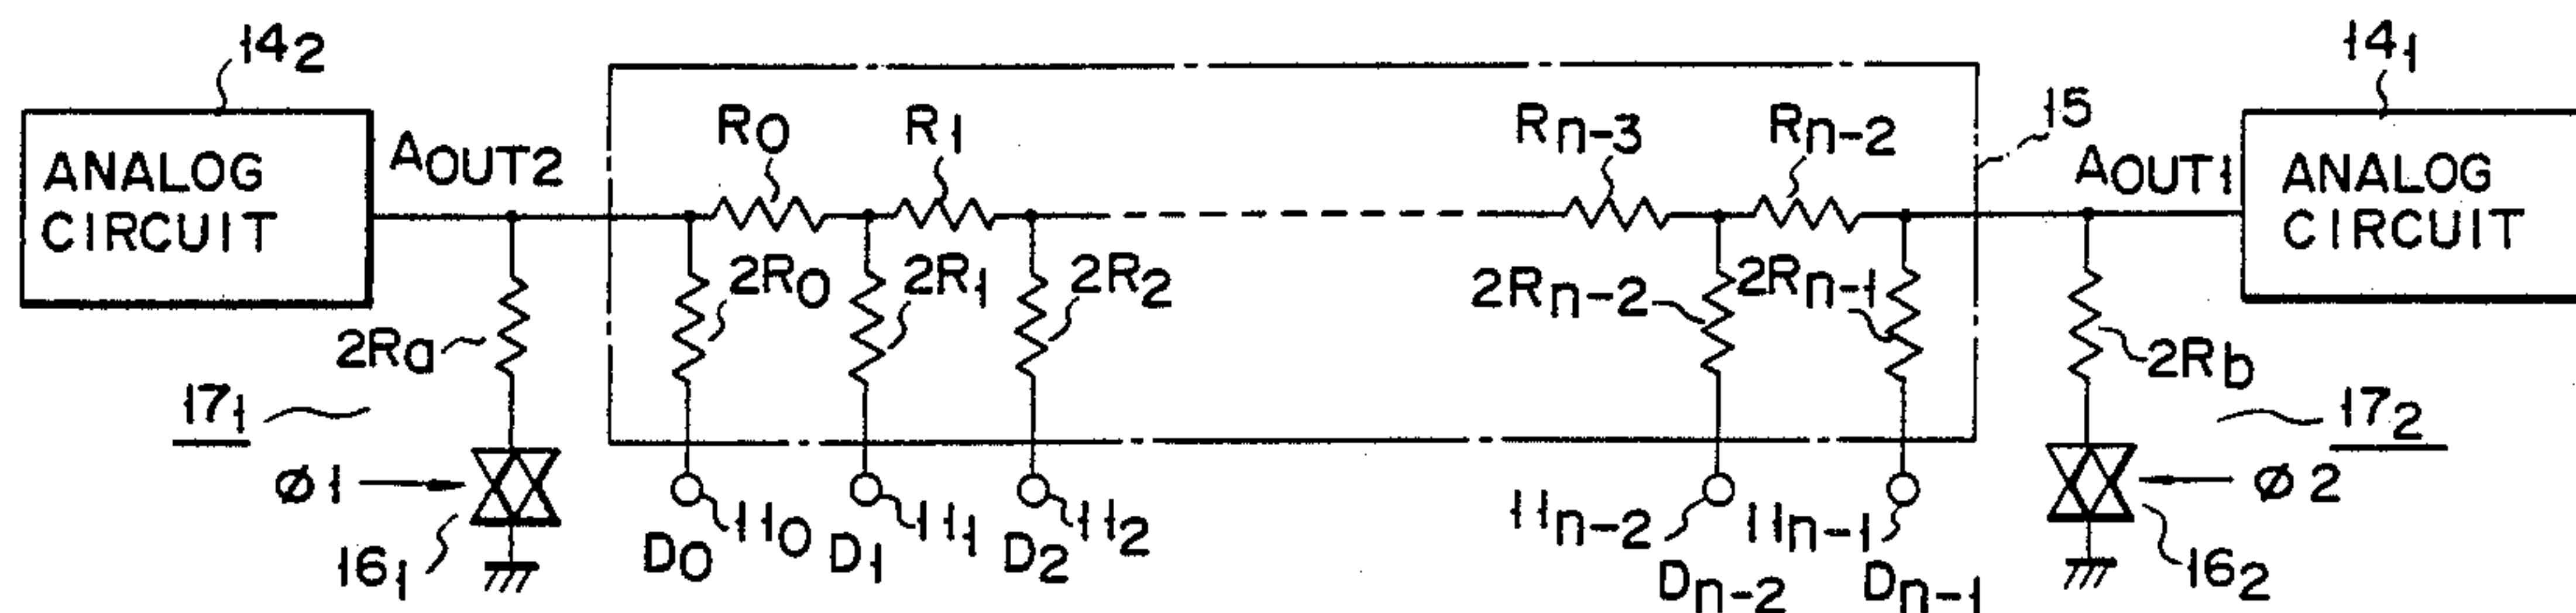 14₂
14₁
R₀
R₁
Rₙ₋₃
Rₙ₋₂
15
ANALOG
CIRCUIT
AOUT2
AOUT1
ANALOG
CIRCUIT
2Ra
2R₀
2R₁
2R₂
2Rₙ₋₂
2Rₙ₋₁
2Rb
17₁
17₂
ø1
ø2
16₁
11₀
11₁
11₂
11ₙ₋₂
11ₙ₋₁
16₂
D₀
D₁
D₂
Dₙ₋₂
Dₙ₋₁